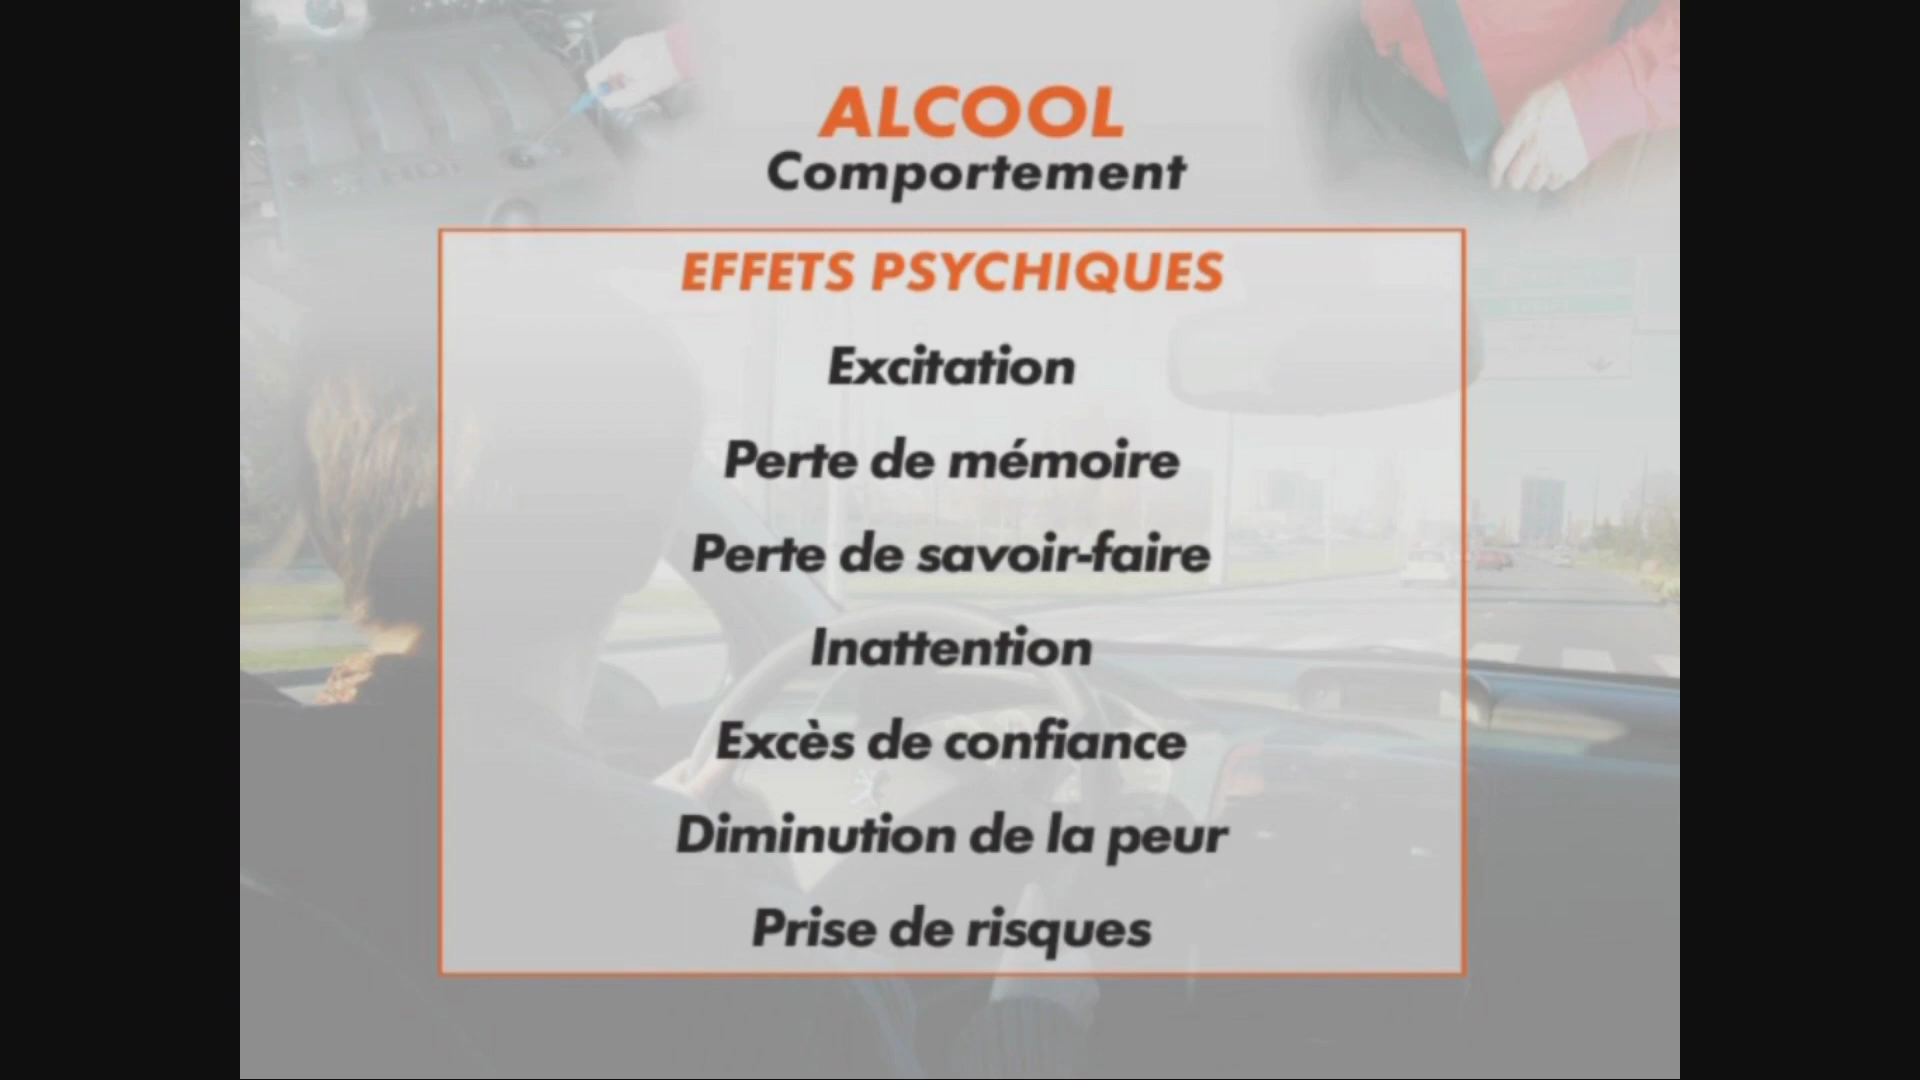 ALCOOL
Comportement
EFFETS PSYCHIQUES
Excitation
Perte de mémoire
Perte de savoir-faire
Inattention
Excès de confiance
Diminution de la peur
Prise de risques
HDi